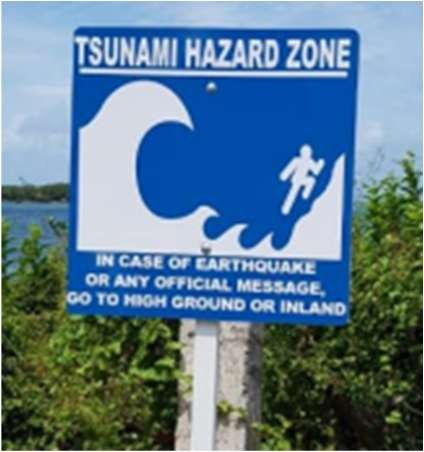 TSUNAMI HAZARD ZONE
IN CASE OF EARTHQUAKE
OR ANY OFFICIAL MESSAGE,
GO TO HIGH GROUND OR INLAND